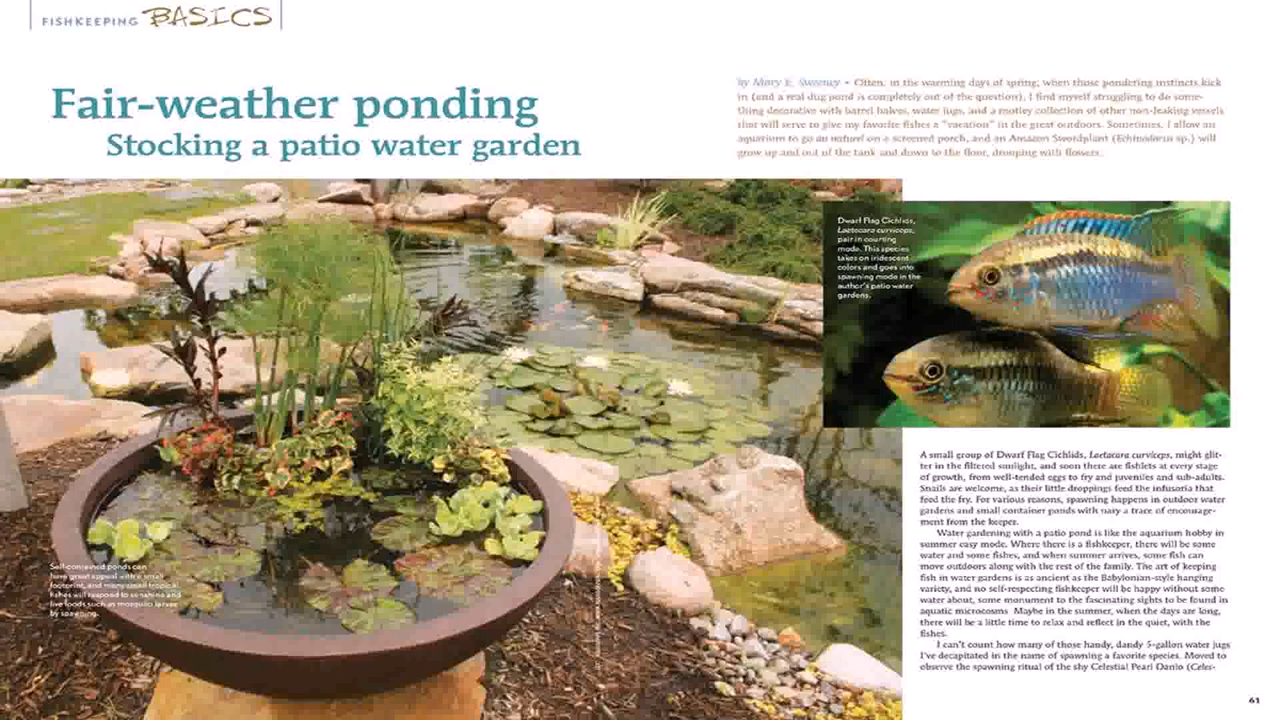 FISHKEEPING BASICS
Fair-weather ponding
Stocking a patio water garden
by Mary E. Sweeney • Often, in the warming days of spring, when those pondering instincts kick
in (and a real dug pond is completely out of the question), I find myself struggling to do some-
thing decorative with barrel halves, water jugs, and a motley collection of other non-leaking vessels
that will serve to give my favorite fishes a "vacation" in the great outdoors. Sometimes, I allow an
aquarium to go au naturel on a screened porch, and an Amazon Swordplant (Echinodorus sp.) will
grow up and out of the tank and down to the floor, dripping with flowers.
Dwarf Flag Cichlids,
Laetacara curviceps,
pair in courting
mode. This species
takes on iridescent
colors and goes into
spawning mode in the
author's patio water
gardens.
Self-contained ponds can
have great appeal with a small
footprint, and many small tropical
fishes will respond to sunshine and
live foods such as mosquito larvae
by spawning.
A small group of Dwarf Flag Cichlids, Laetacara curviceps, might glit-
ter in the filtered sunlight, and soon there are fishlets at every stage
of growth, from well-tended eggs to fry and juveniles and sub-adults.
Snails are welcome, as their little droppings feed the infusoria that
feed the fry. For various reasons, spawning happens in outdoor water
gardens and small container ponds with nary a trace of encourage-
ment from the keeper.
Water gardening with a patio pond is like the aquarium hobby in
summer easy mode. Where there is a fishkeeper, there will be some
water and some fishes, and when summer arrives, some fish can
move outdoors along with the rest of the family. The art of keeping
fish in water gardens is as ancient as the Babylonian-style hanging
variety, and no self-respecting fishkeeper will be happy without some
water about, some monument to the fascinating sights to be found in
aquatic microcosms Maybe in the summer, when the days are long,
there will be a little time to relax and reflect in the quiet, with the
fishes.
I can't count how many of those handy, dandy 5-gallon water jugs
I've decapitated in the name of spawning a favorite species. Moved to
observe the spawning ritual of the shy Celestial Pearl Danio (Celes-
61